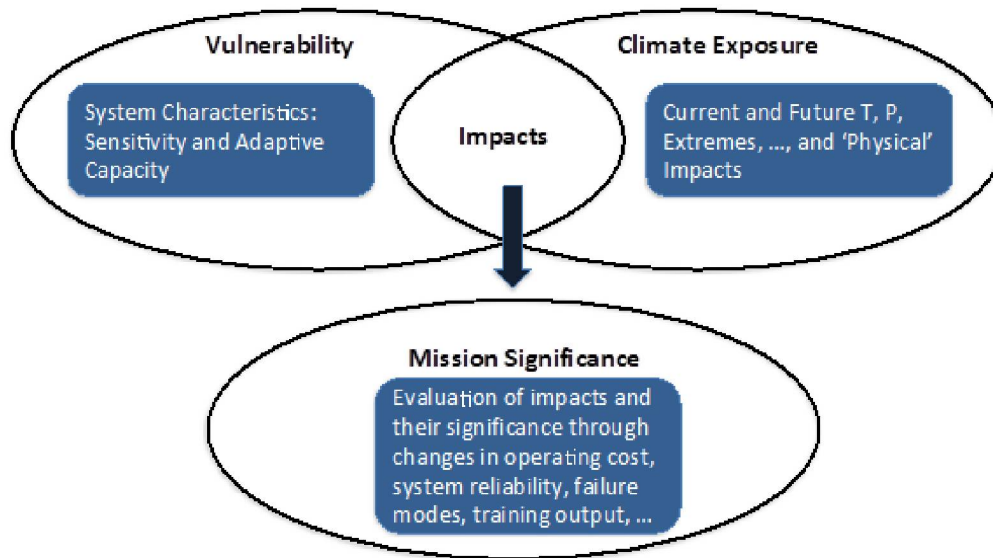 Vulnerability
System Characteristics:
Sensitivity and Adaptive
Capacity
Impacts
Climate Exposure
Current and Future T, P,
Extremes, ..., and ‘Physical’
Impacts
Mission Significance
Evaluation of impacts and
their significance through
changes in operating cost,
system reliability, failure
modes, training output, ...